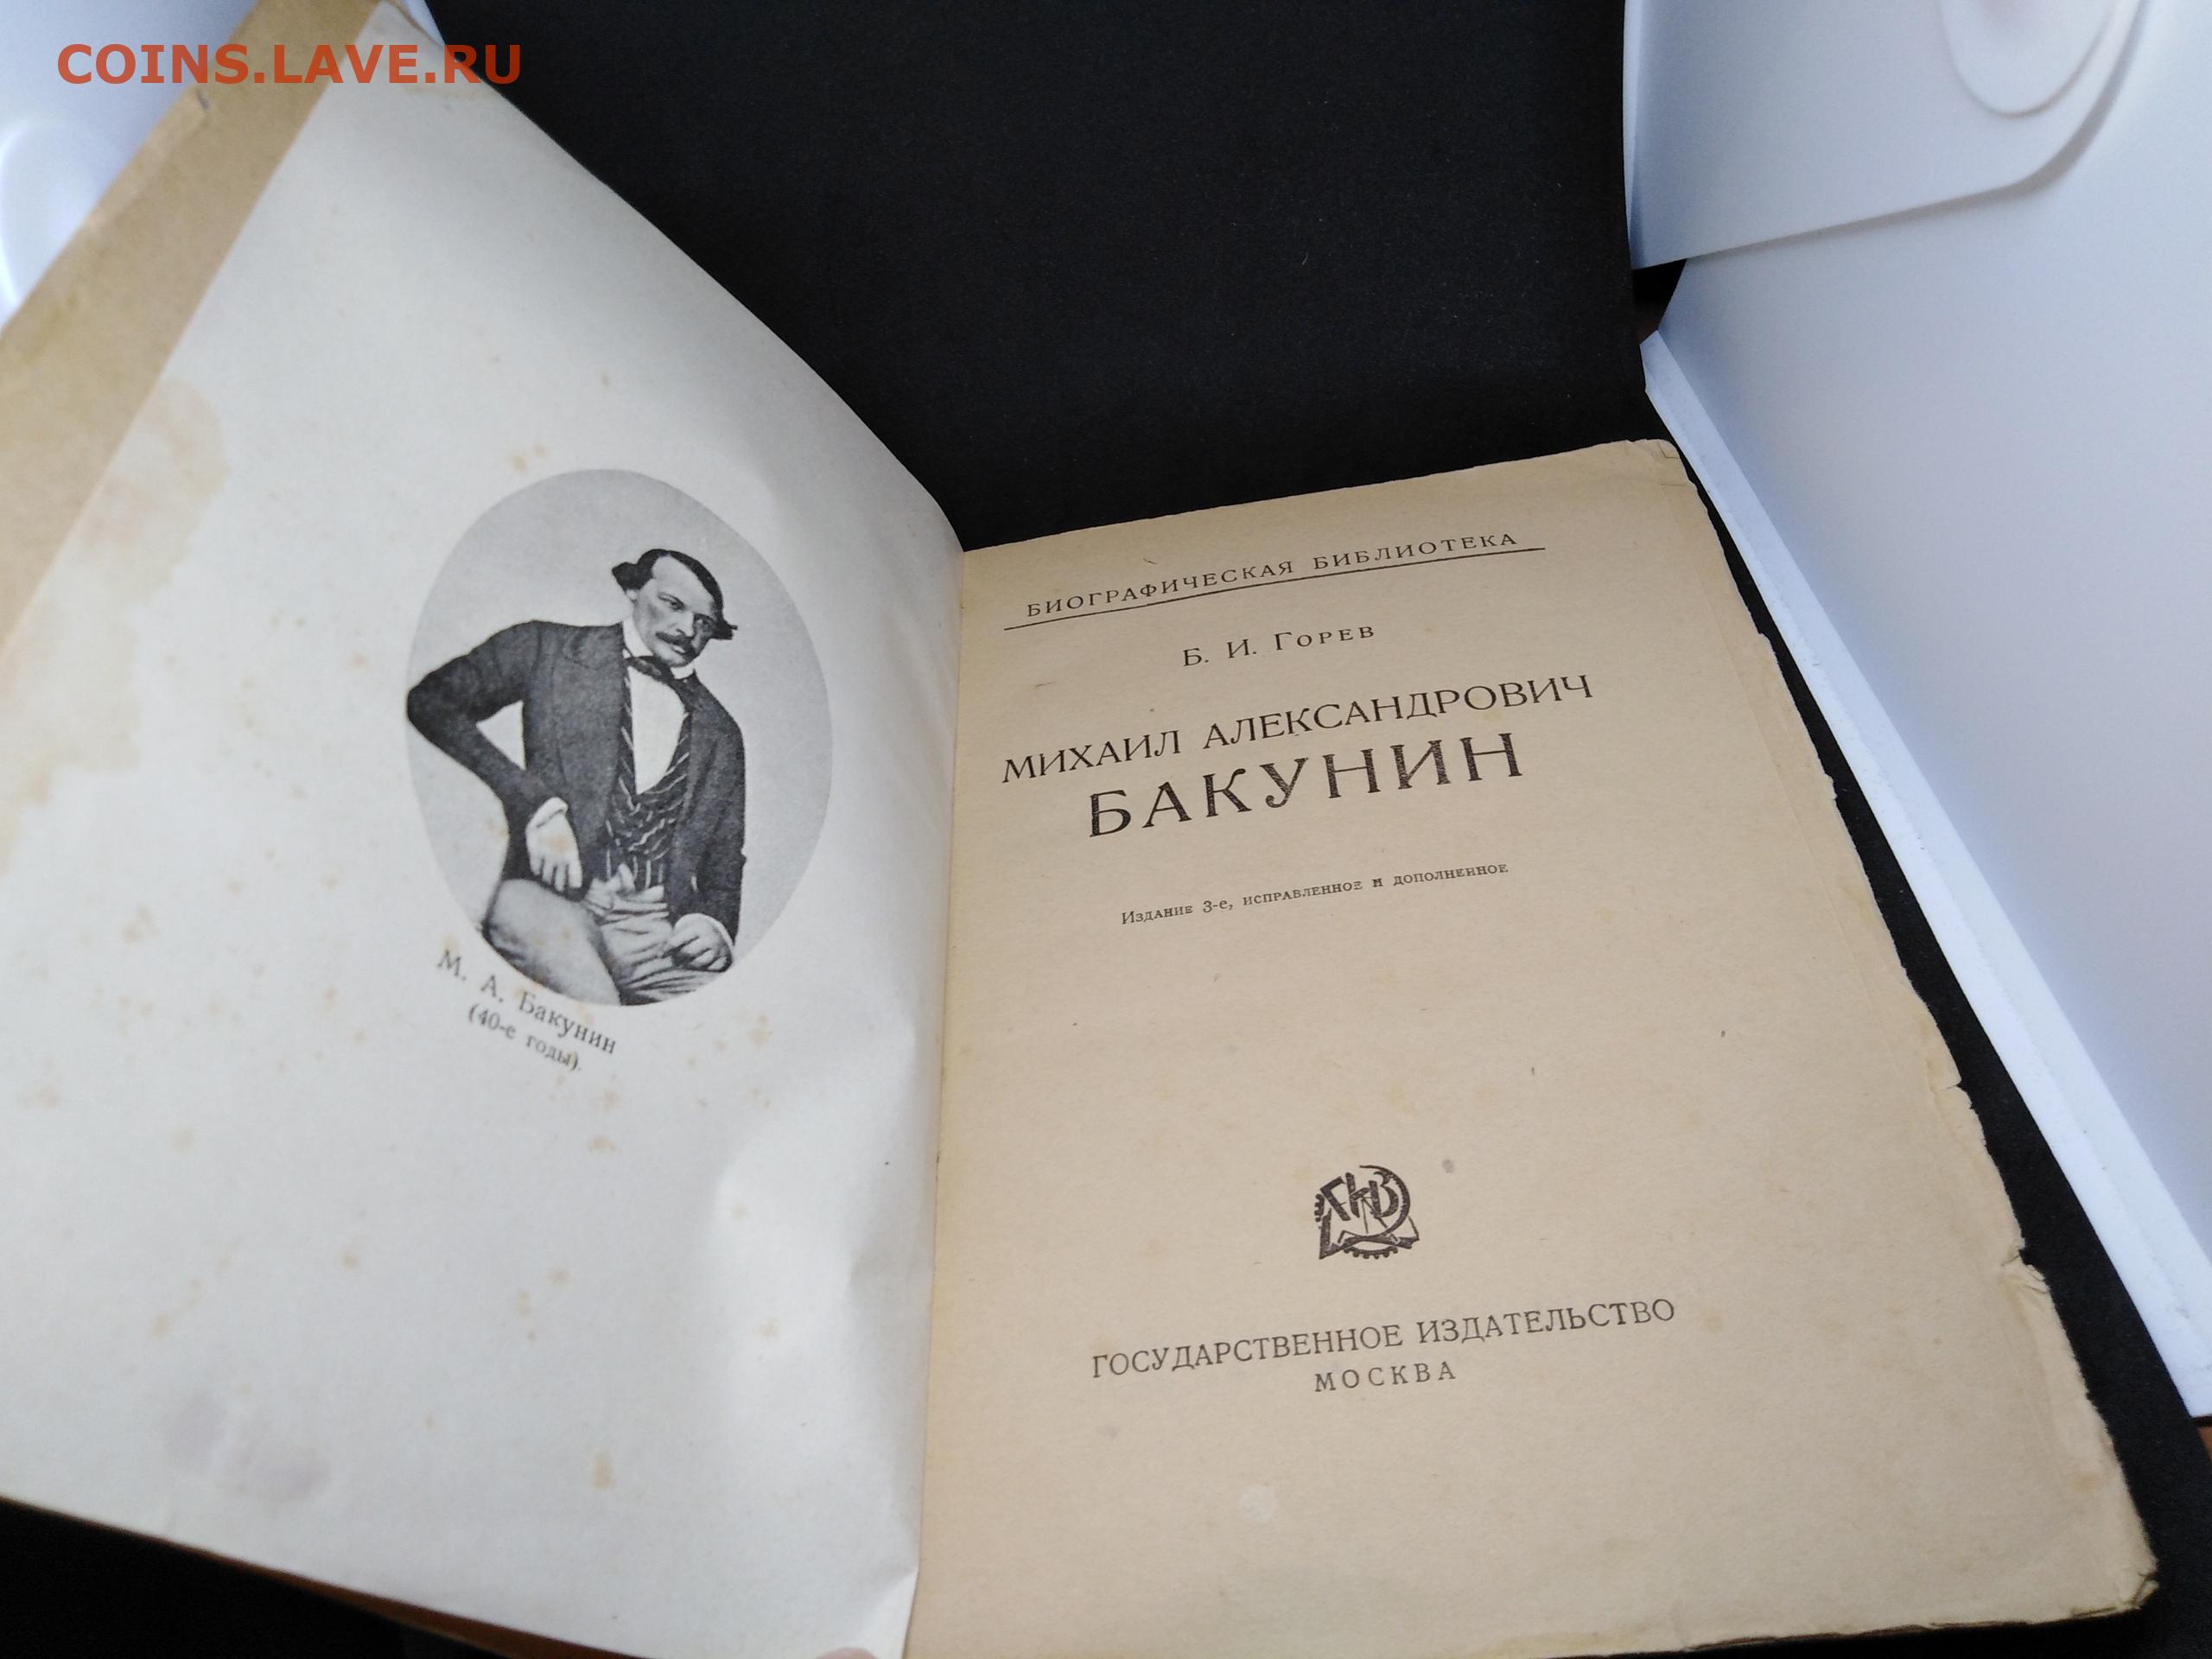 COINS.LAVE.RU
М. А. Бакунин
(40-е годы).
БИОГРАФИЧЕСКАЯ БИБЛИОТЕКА
Б. И. Горев
МИХАИЛ АЛЕКСАНДРОВИЧ
БАКУНИН
Издание 3-е, исправленное и дополненное
ГОСУДАРСТВЕННОЕ ИЗДАТЕЛЬСТВО
МОСКВА